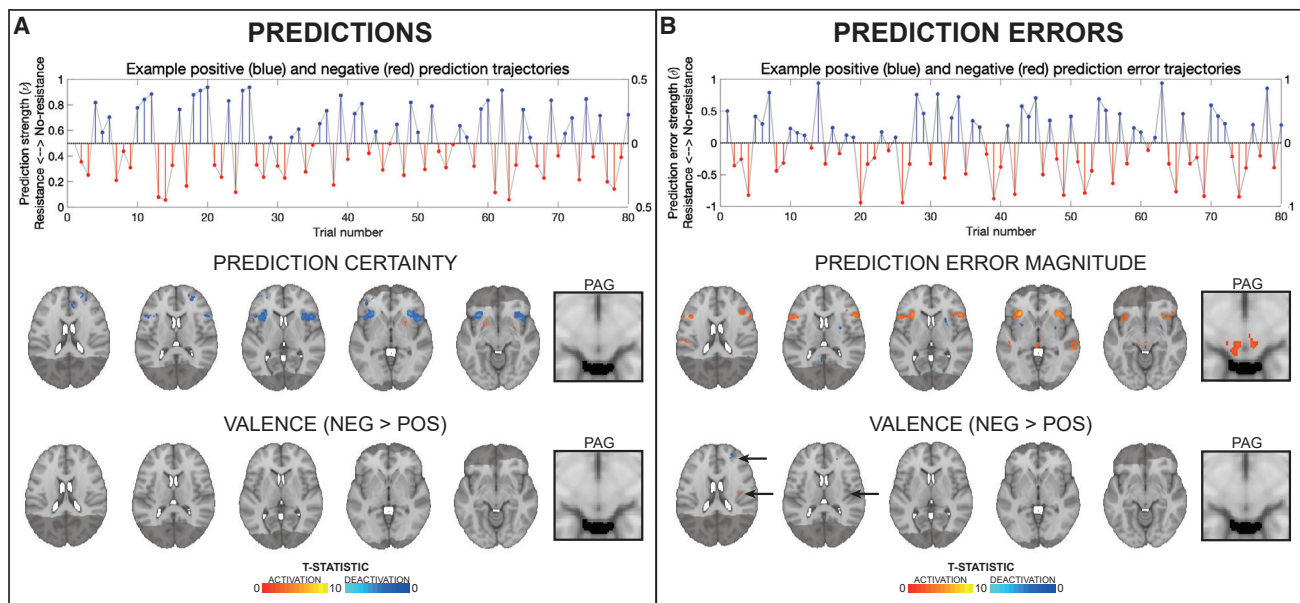 A
PREDICTIONS
Example positive (blue) and negative (red) prediction trajectories
Prediction strength (r̂)
Resistance <--> No-resistance
1
0.8
0.6
0.4
0.2
0
0.5
0
0.5
0 10 20 30 40 50 60 70 80
Trial number
PREDICTION CERTAINTY
PAG
VALENCE (NEG > POS)
PAG
T-STATISTIC
ACTIVATION DEACTIVATION
0 10 0
B
PREDICTION ERRORS
Example positive (blue) and negative (red) prediction error trajectories
Prediction error strength
Resistance <--> No-resistance
1
0.5
0
-0.5
-1
1
0
1
0 10 20 30 40 50 60 70 80
Trial number
PREDICTION ERROR MAGNITUDE
PAG
VALENCE (NEG > POS)
PAG
T-STATISTIC
ACTIVATION DEACTIVATION
0 10 0